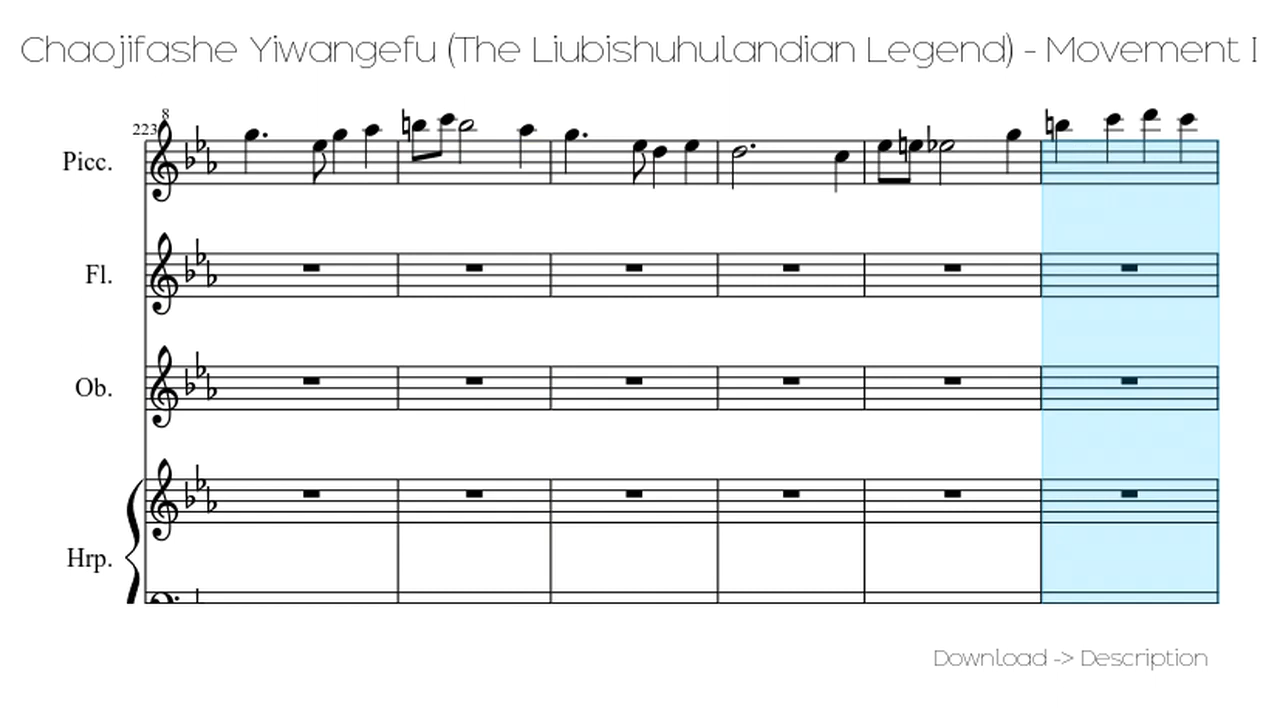 Chaojifashe Yiwangefu (The Liubishuhulandian Legend) - Movement I
8
223
Picc.
Fl.
Ob.
Hrp.
Download -> Description